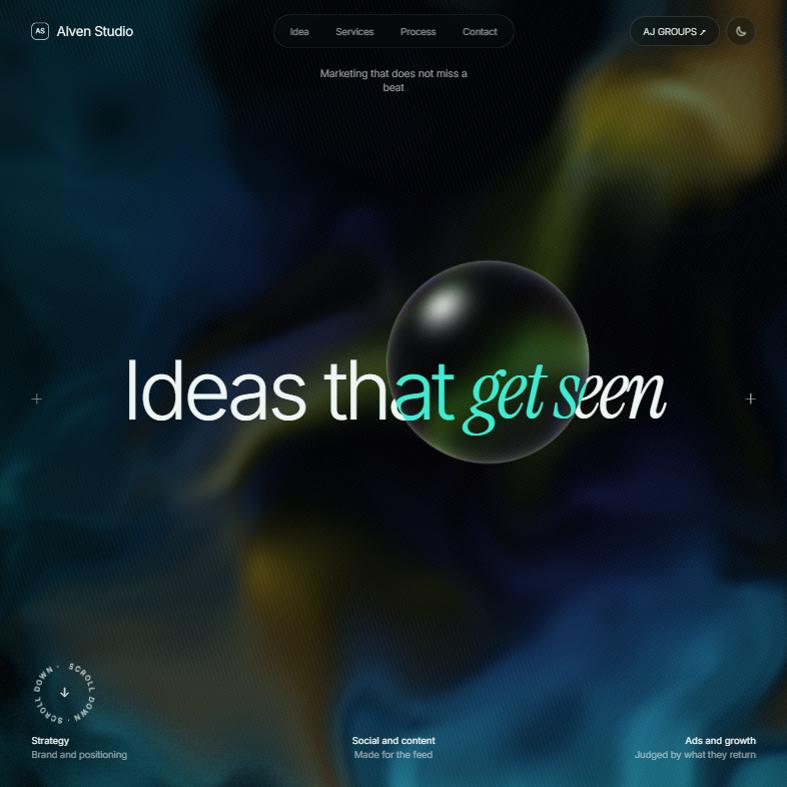 AS Alven Studio
Idea Services Process Contact
AJ GROUPS ↗
Marketing that does not miss a
beat
Ideas that get seen
SCROLL DOWN · SCROLL DOWN · SCROLL DOWN ·
Strategy
Brand and positioning
Social and content
Made for the feed
Ads and growth
Judged by what they return